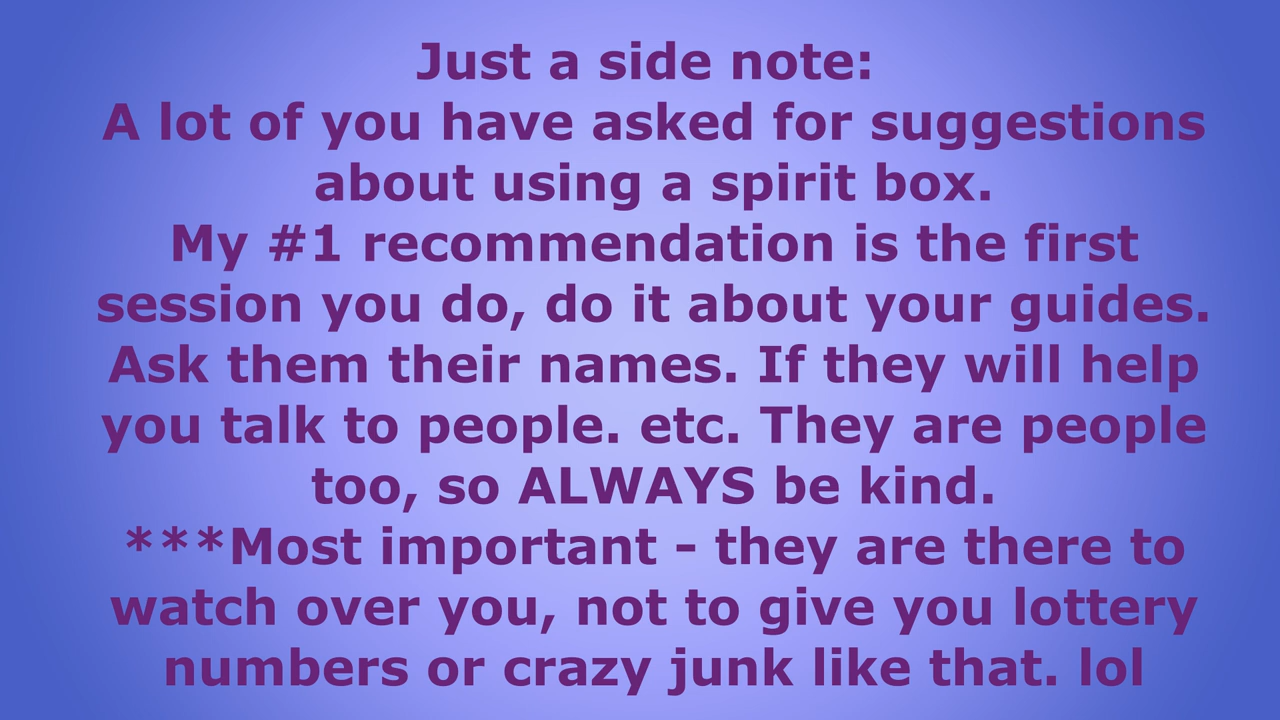 Just a side note:
A lot of you have asked for suggestions
about using a spirit box.
My #1 recommendation is the first
session you do, do it about your guides.
Ask them their names. If they will help
you talk to people. etc. They are people
too, so ALWAYS be kind.
***Most important - they are there to
watch over you, not to give you lottery
numbers or crazy junk like that. lol